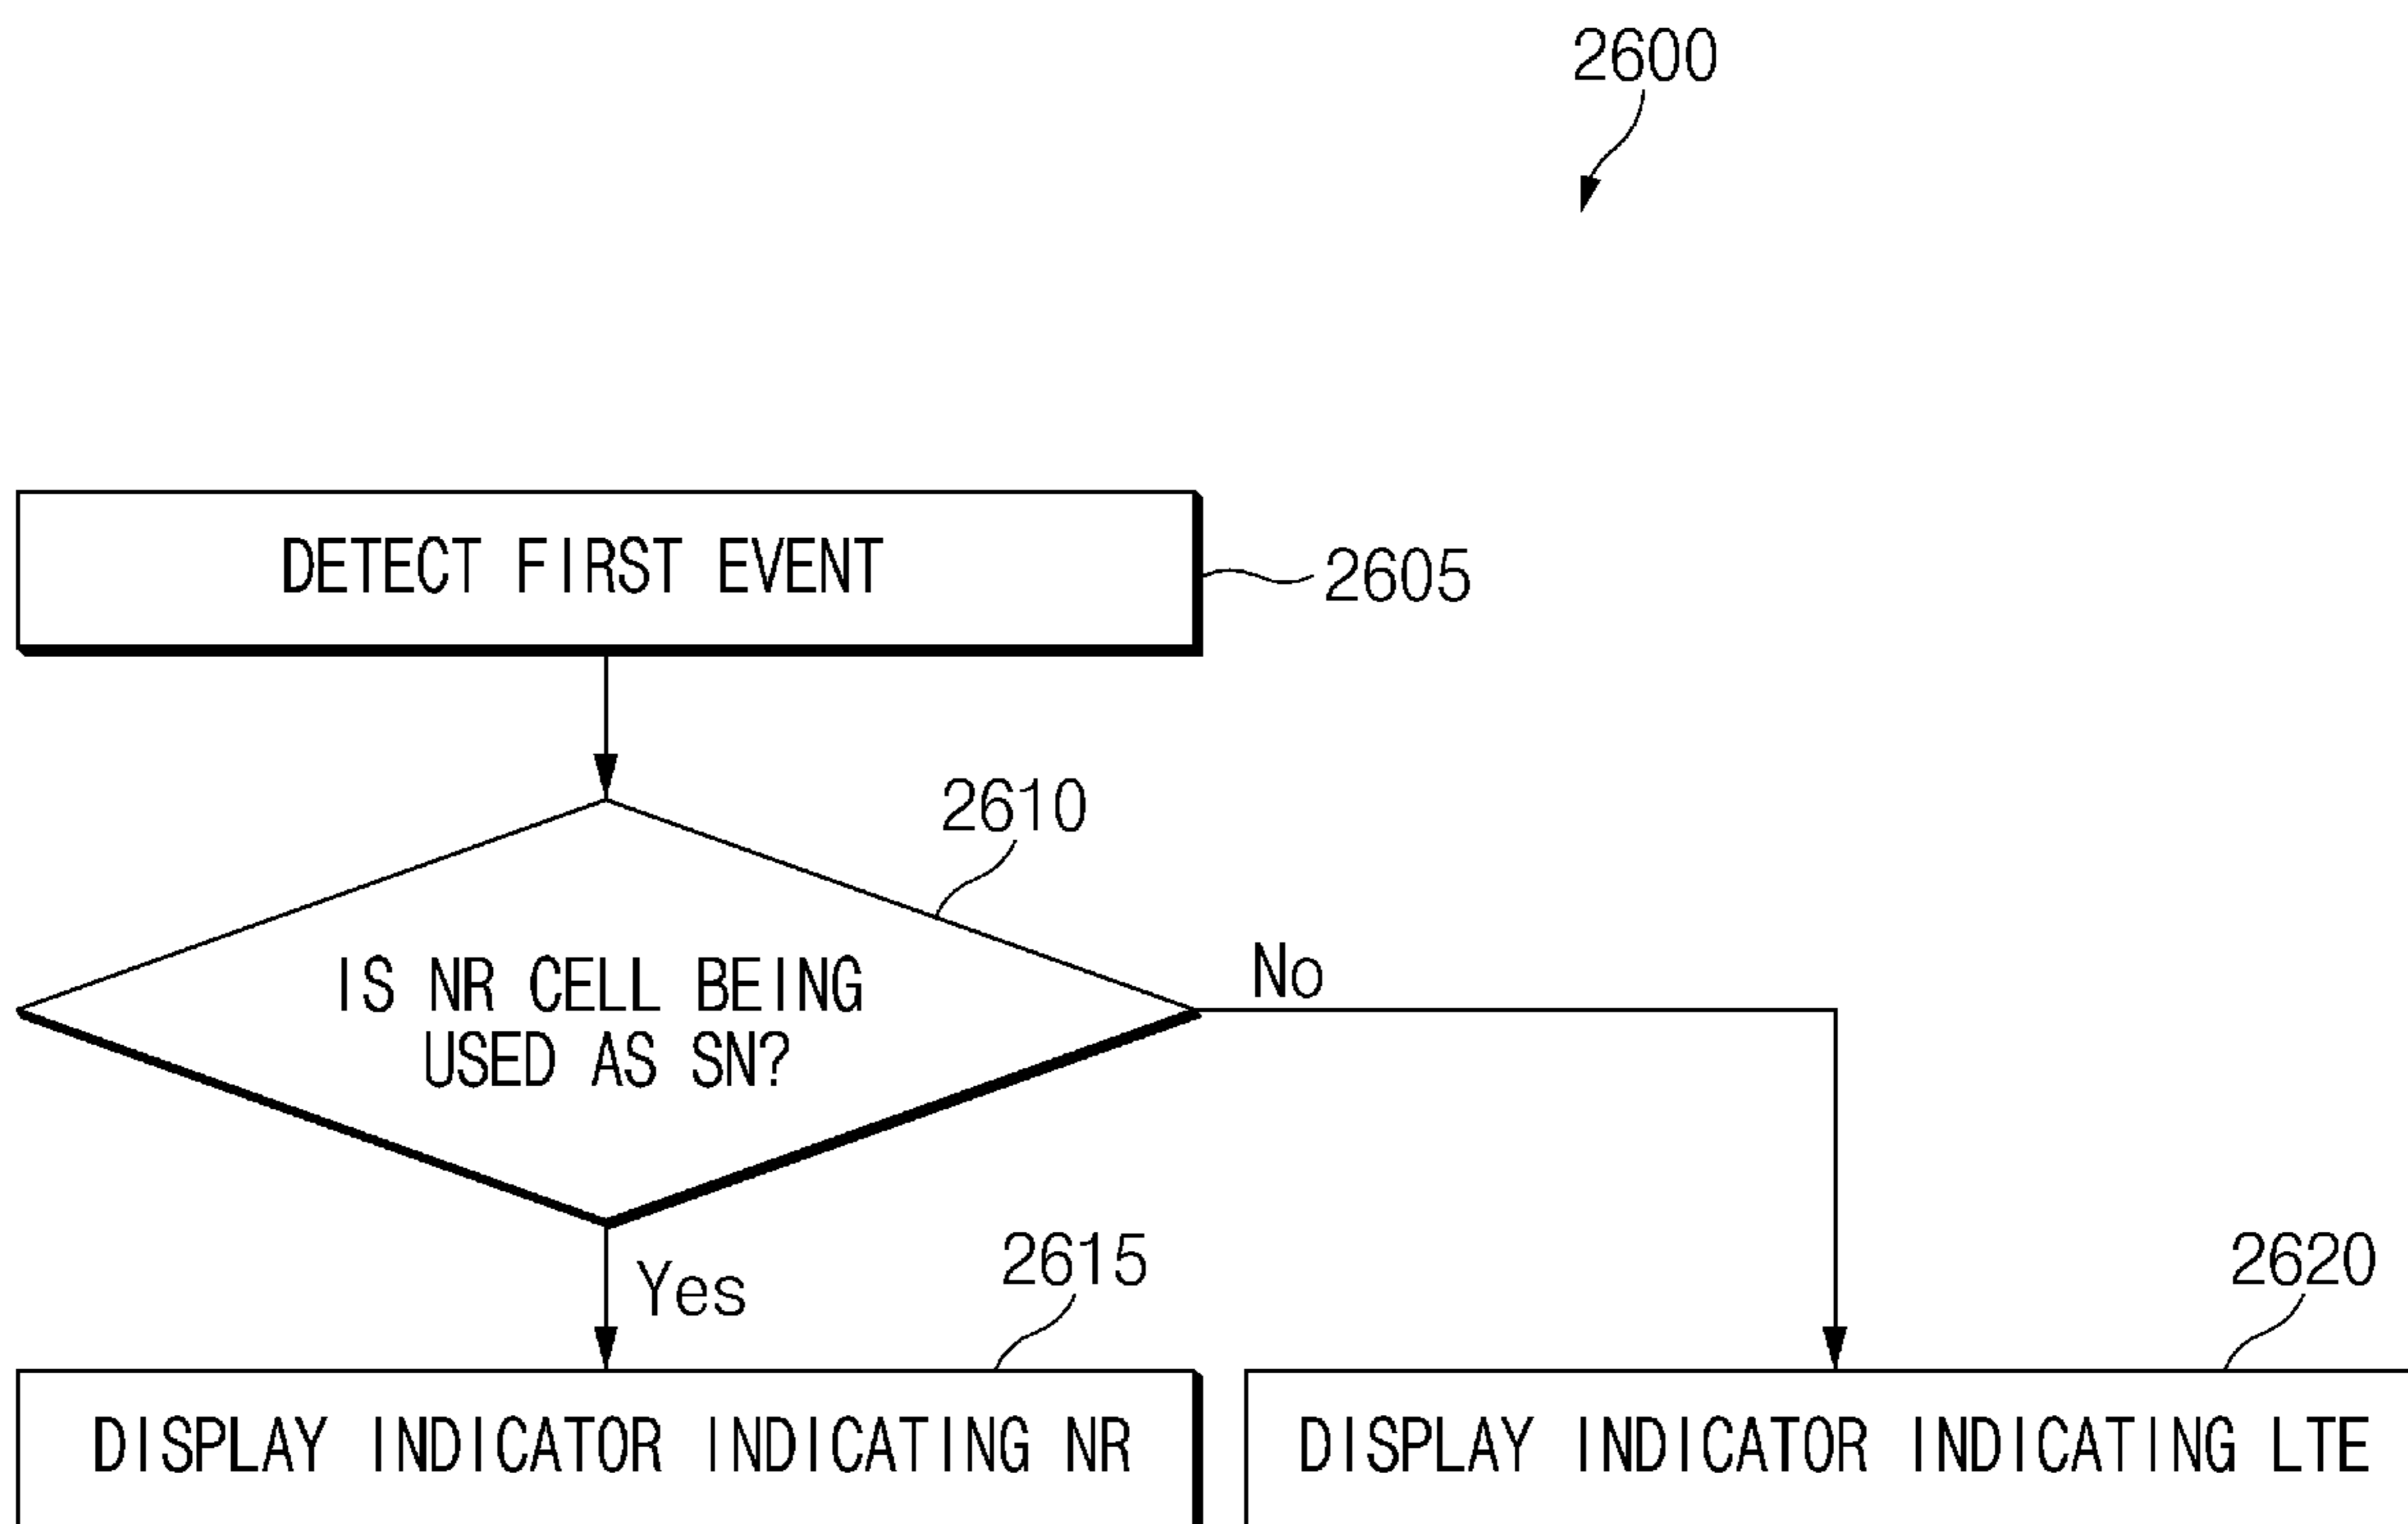 2600
DETECT FIRST EVENT
2605
2610
IS NR CELL BEING
USED AS SN?
No
Yes
2615
2620
DISPLAY INDICATOR INDICATING NR
DISPLAY INDICATOR INDICATING LTE